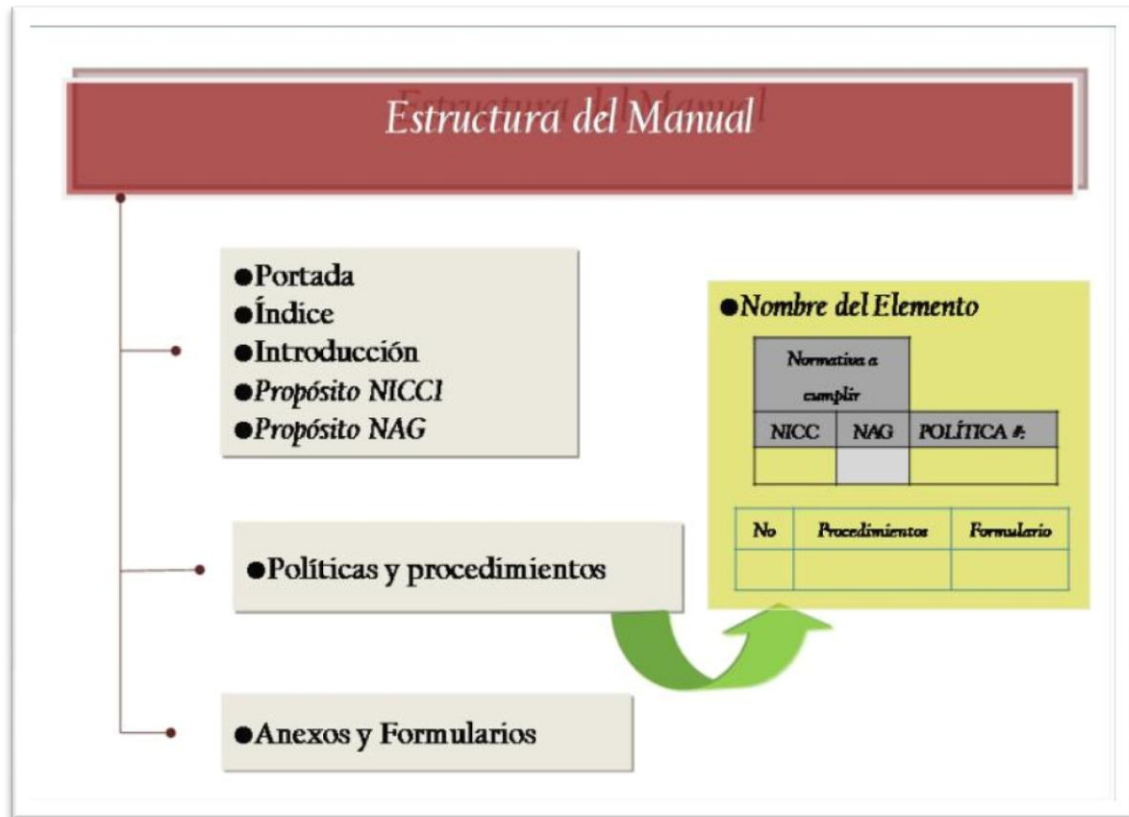 Estructura del Manual
●Portada
●Índice
●Introducción
●Propósito NICC1
●Propósito NAG
●Nombre del Elemento
Normativa a
cumplir
NICC NAG POLÍTICA #:
No Procedimientos Formulario
●Políticas y procedimientos
●Anexos y Formularios